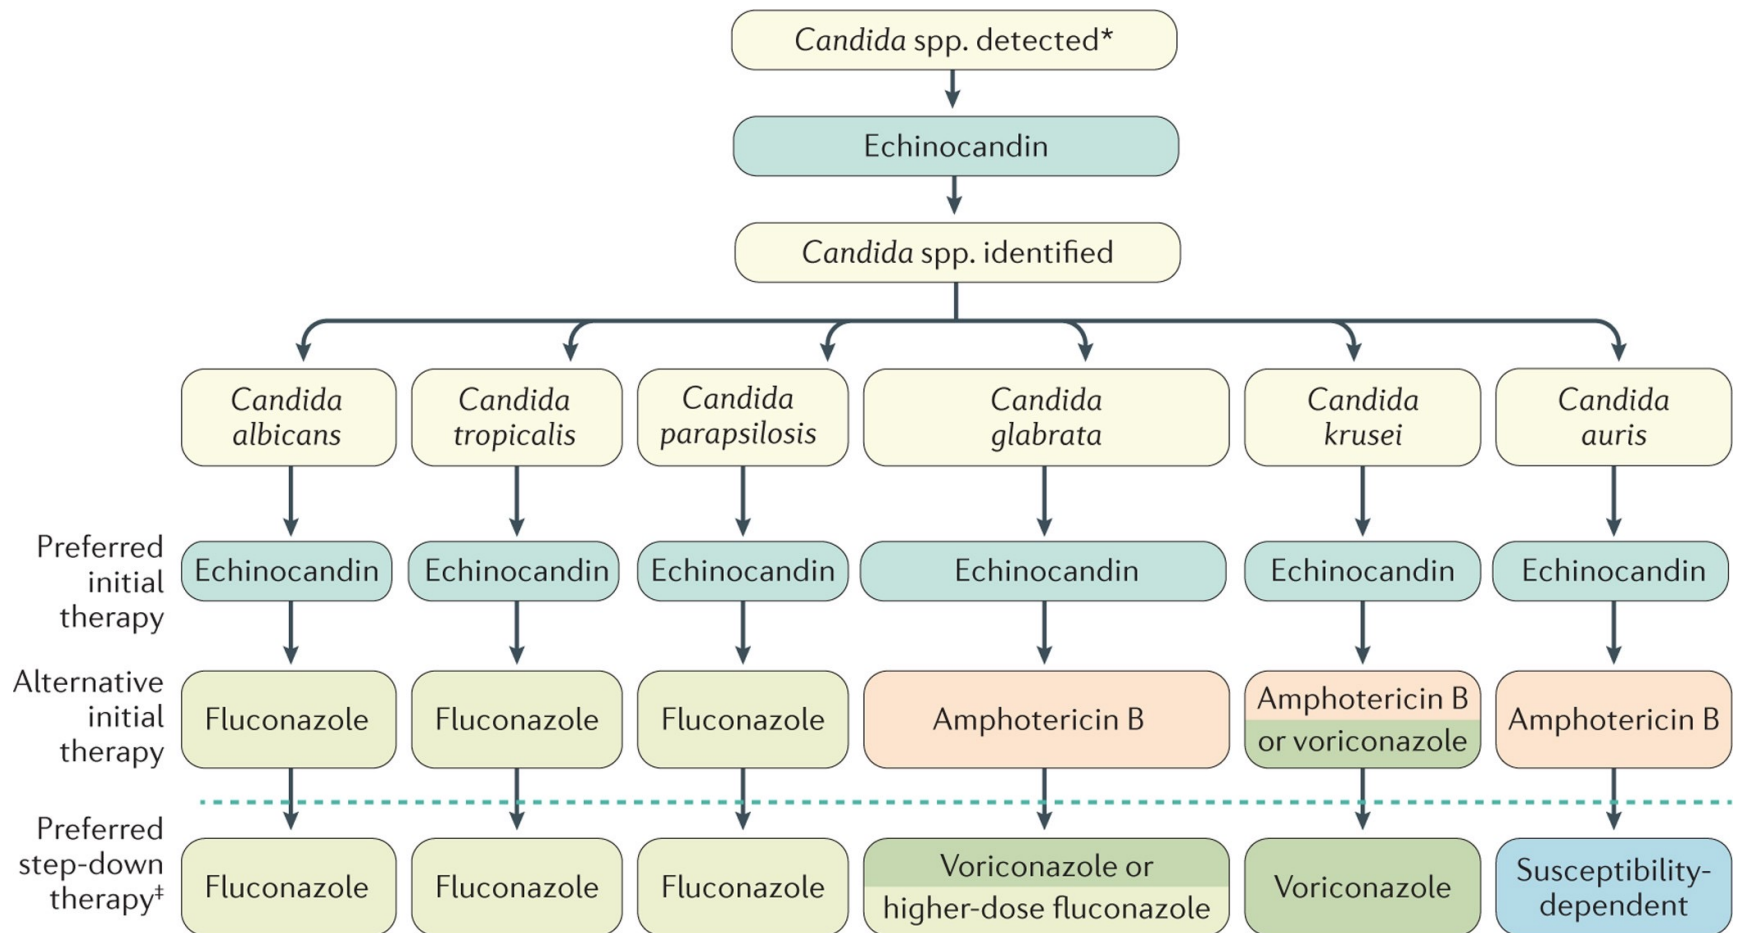 Candida spp. detected*
Echinocandin
Candida spp. identified
Candida
albicans
Candida
tropicalis
Candida
parapsilosis
Candida
glabrata
Candida
krusei
Candida
auris
Preferred
initial
therapy
Echinocandin
Echinocandin
Echinocandin
Echinocandin
Echinocandin
Echinocandin
Alternative
initial
therapy
Fluconazole
Fluconazole
Fluconazole
Amphotericin B
Amphotericin B
or voriconazole
Amphotericin B
Preferred
step-down
therapy‡
Fluconazole
Fluconazole
Fluconazole
Voriconazole or
higher-dose fluconazole
Voriconazole
Susceptibility-
dependent